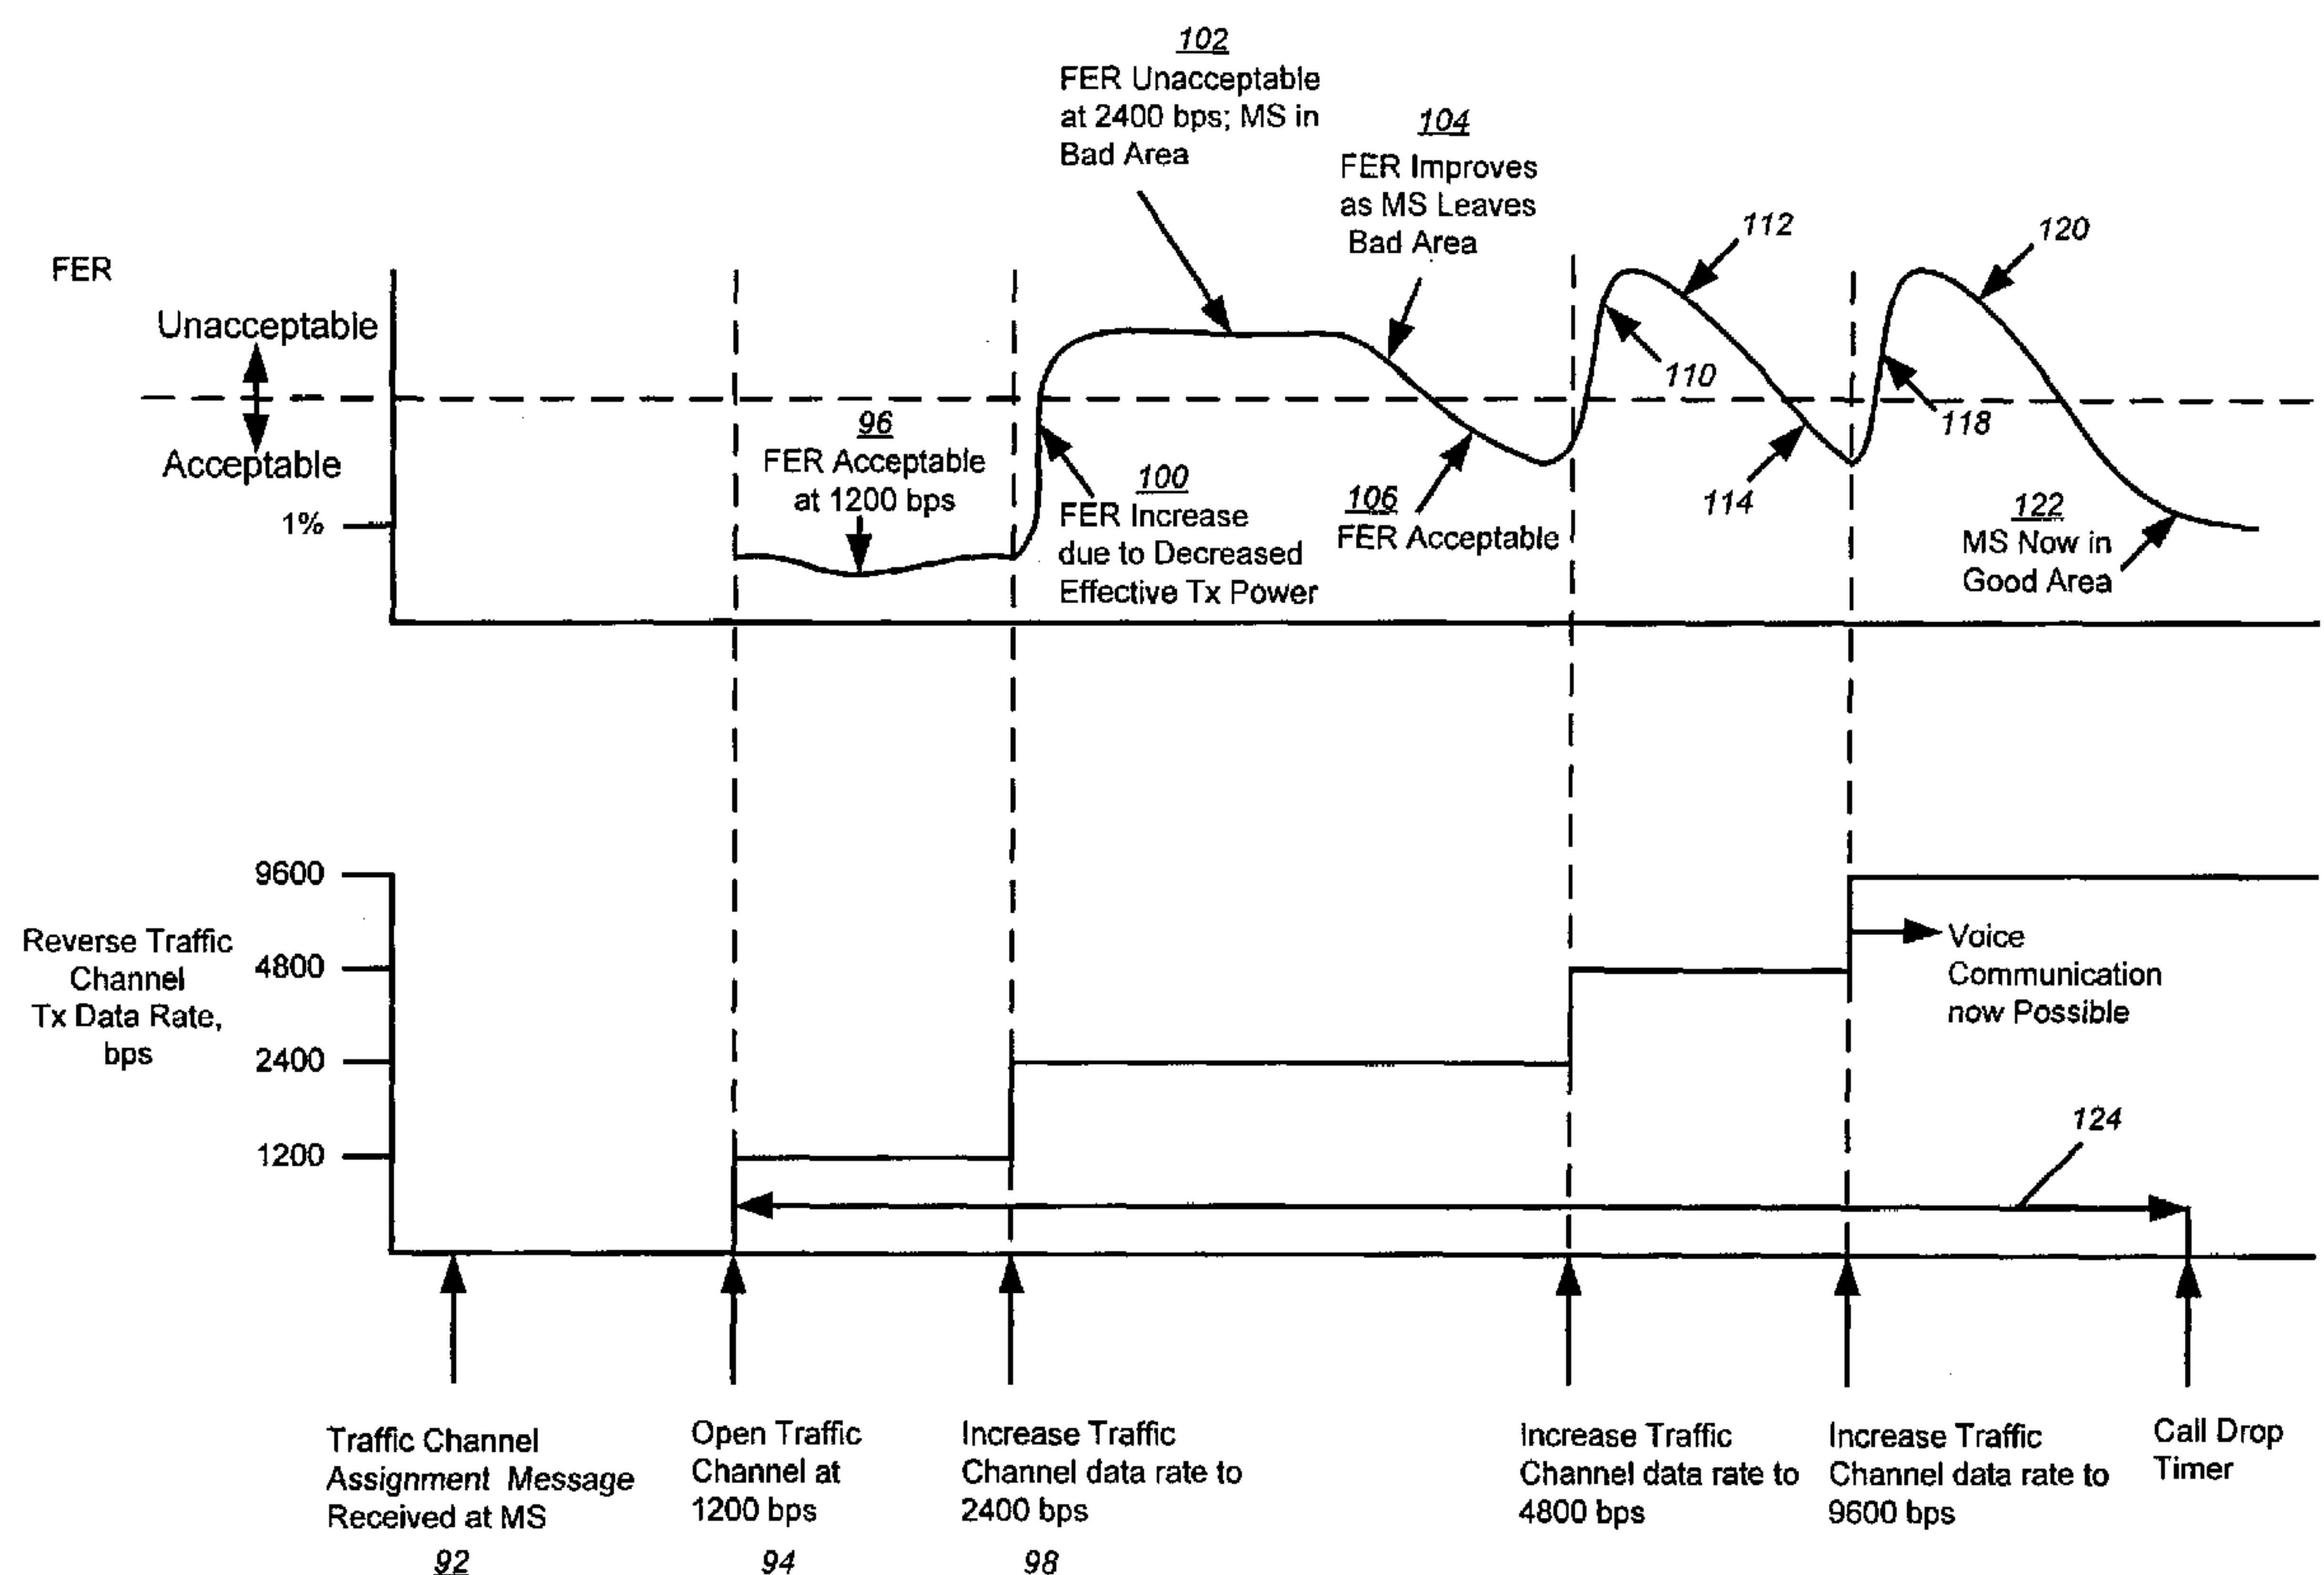 102
FER Unacceptable
at 2400 bps; MS in
Bad Area
104
FER Improves
as MS Leaves
Bad Area
112
120
FER
Unacceptable
Acceptable
1%
96
FER Acceptable
at 1200 bps
100
FER Increase
due to Decreased
Effective Tx Power
106
FER Acceptable
110
114
118
122
MS Now in
Good Area
9600
4800
2400
1200
Reverse Traffic
Channel
Tx Data Rate,
bps
Voice
Communication
now Possible
124
Traffic Channel
Assignment Message
Received at MS
92
Open Traffic
Channel at
1200 bps
94
Increase Traffic
Channel data rate to
2400 bps
98
Increase Traffic
Channel data rate to
4800 bps
Increase Traffic
Channel data rate to
9600 bps
Call Drop
Timer